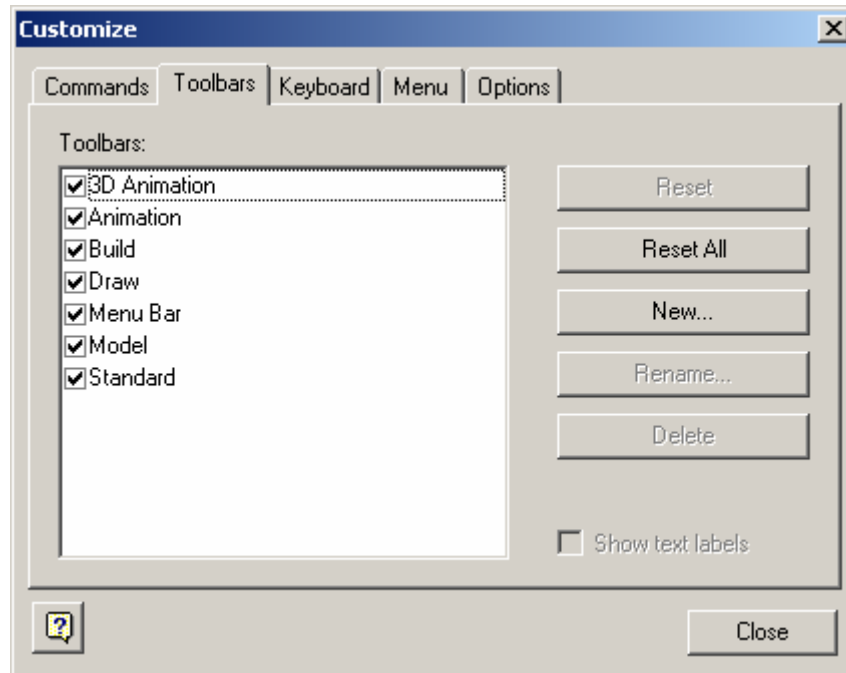 Customize
Commands Toolbars Keyboard Menu Options
Toolbars:
3D Animation
Animation
Build
Draw
Menu Bar
Model
Standard
Reset
Reset All
New...
Rename...
Delete
Show text labels
?
Close